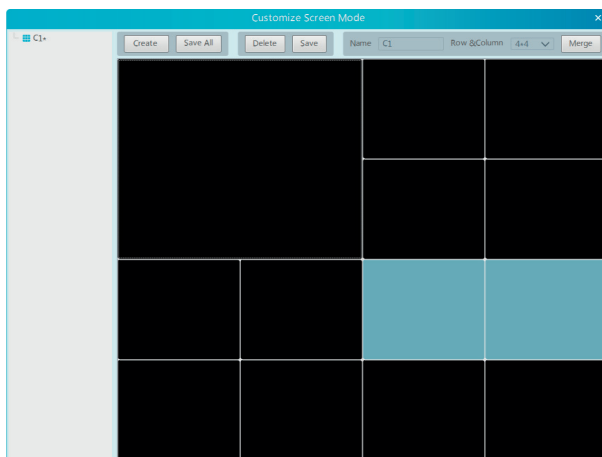 Customize Screen Mode ×
C1*
Create Save All Delete Save Name C1 Row &Column 4*4 Merge